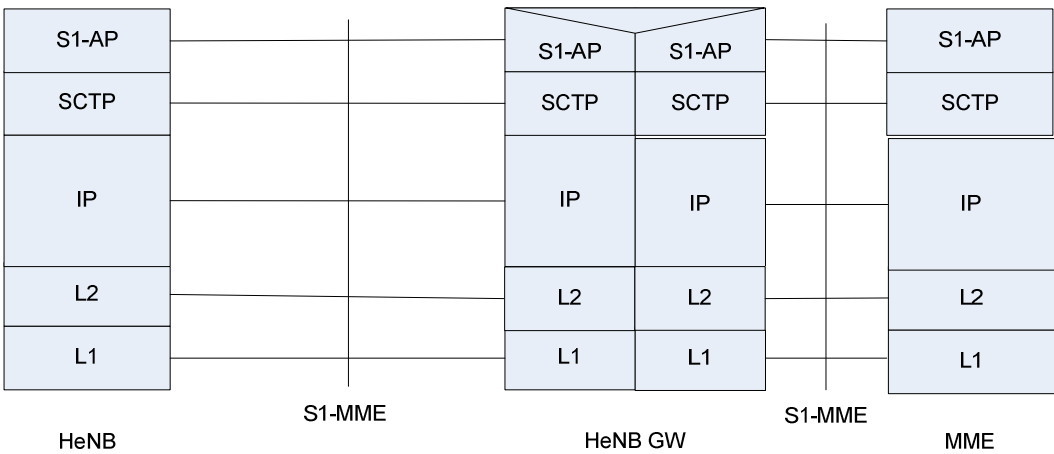 S1-AP S1-AP S1-AP S1-AP
SCTP SCTP SCTP SCTP
IP IP IP IP
L2 L2 L2 L2
L1 L1 L1 L1
S1-MME S1-MME
HeNB HeNB GW MME